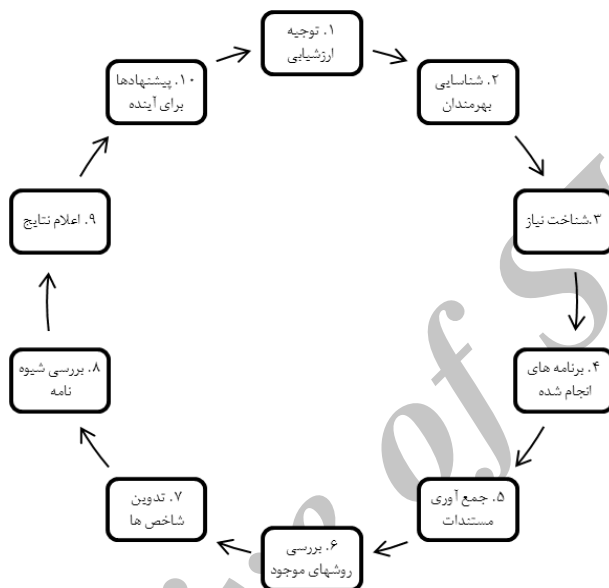 ۱. توجیه
ارزشیابی
۲. شناسایی
بهرمندان
۳.شناخت نیاز
۴. برنامه های
انجام شده
۵. جمع آوری
مستندات
۶. بررسی
روشهای موجود
۷. تدوین
شاخص ها
۸. بررسی شیوه
نامه
۹. اعلام نتایج
۱۰. پیشنهادها
برای آینده
of S